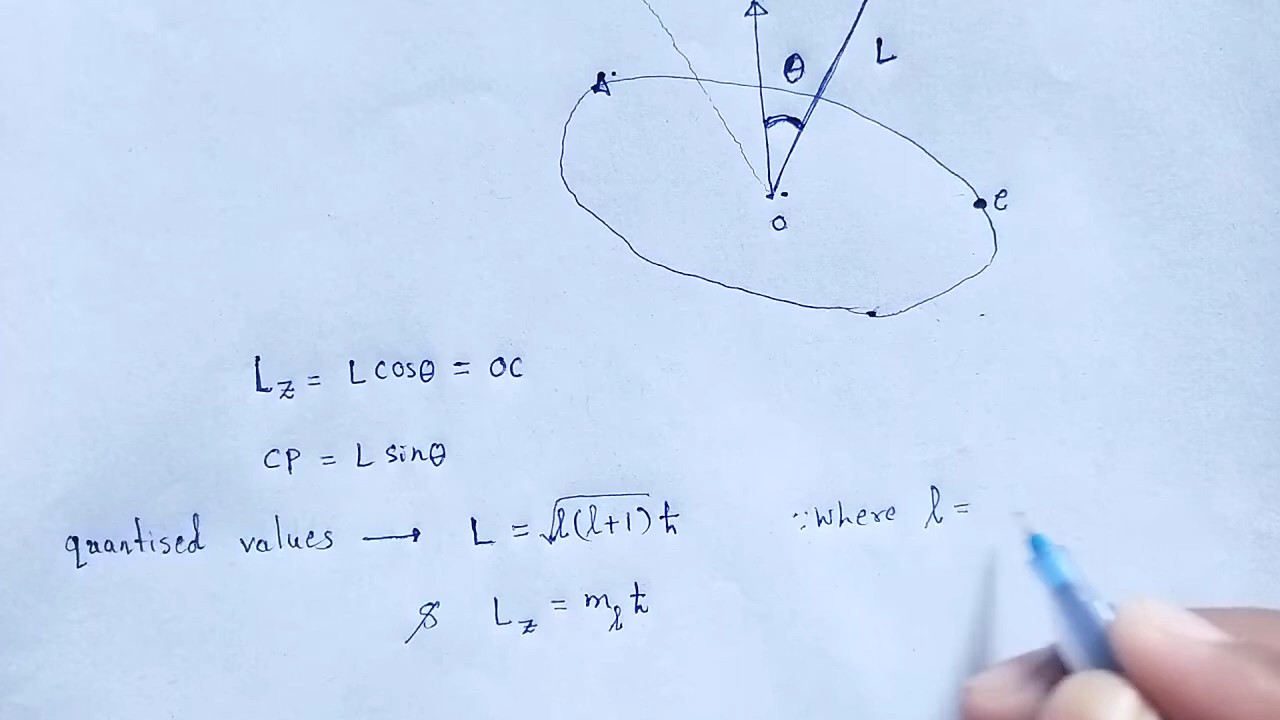 θ L
A
e
O
L_z = L cosθ = OC
CP = L sinθ
quantised values → L = √l(l+1) ħ ∵ where l =
& L_z = m_l ħ